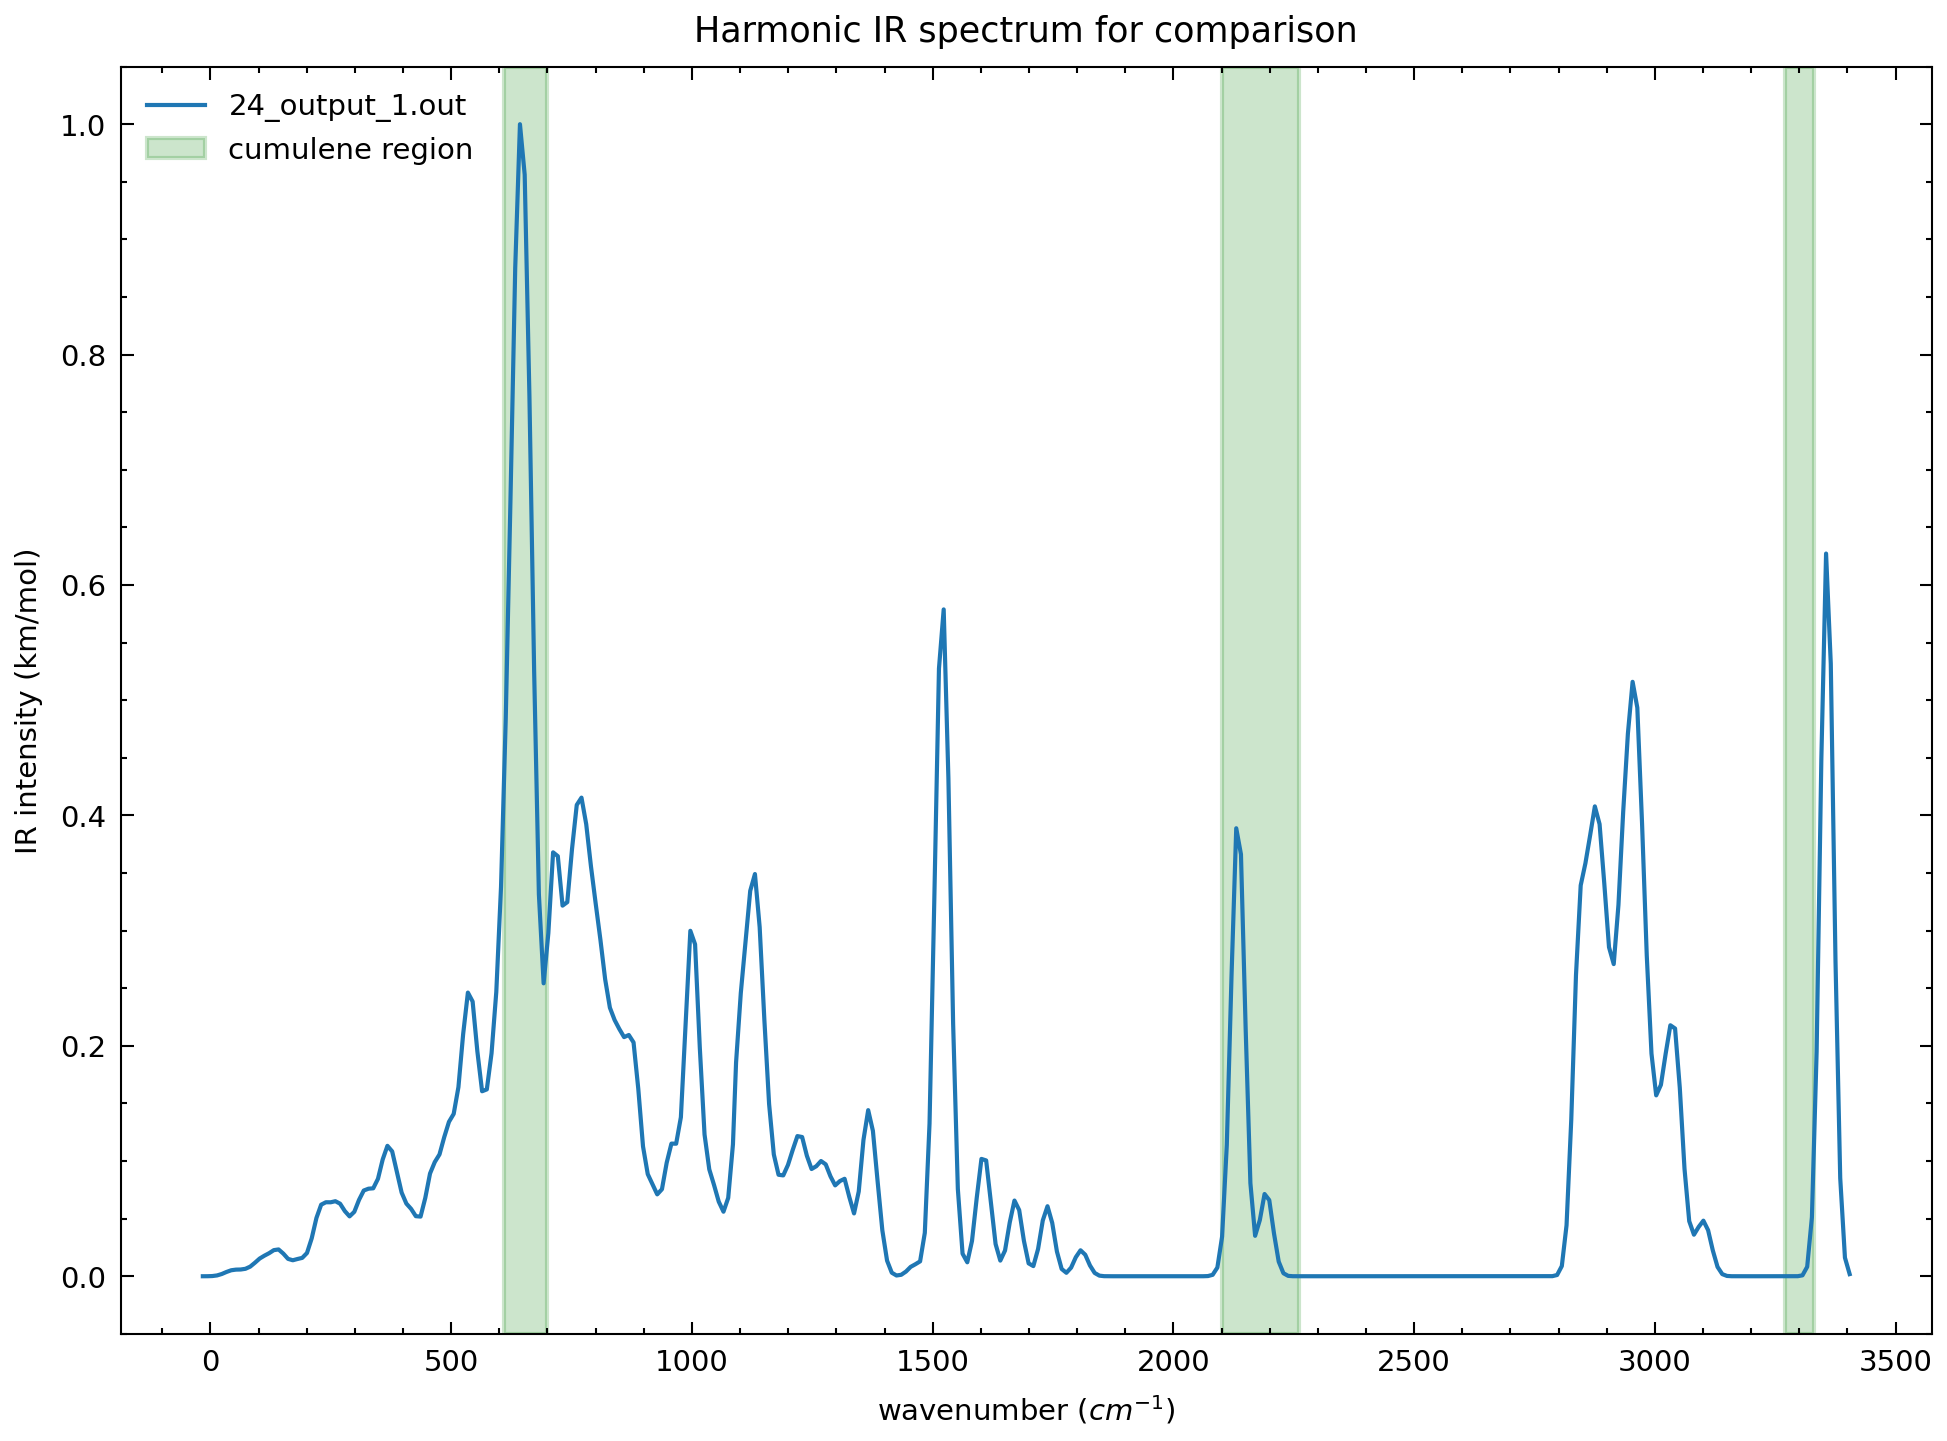 Harmonic IR spectrum for comparison
24_output_1.out
cumulene region
1.0
0.8
0.6
0.4
0.2
0.0
IR intensity (km/mol)
0 500 1000 1500 2000 2500 3000 3500
wavenumber (cm⁻¹)